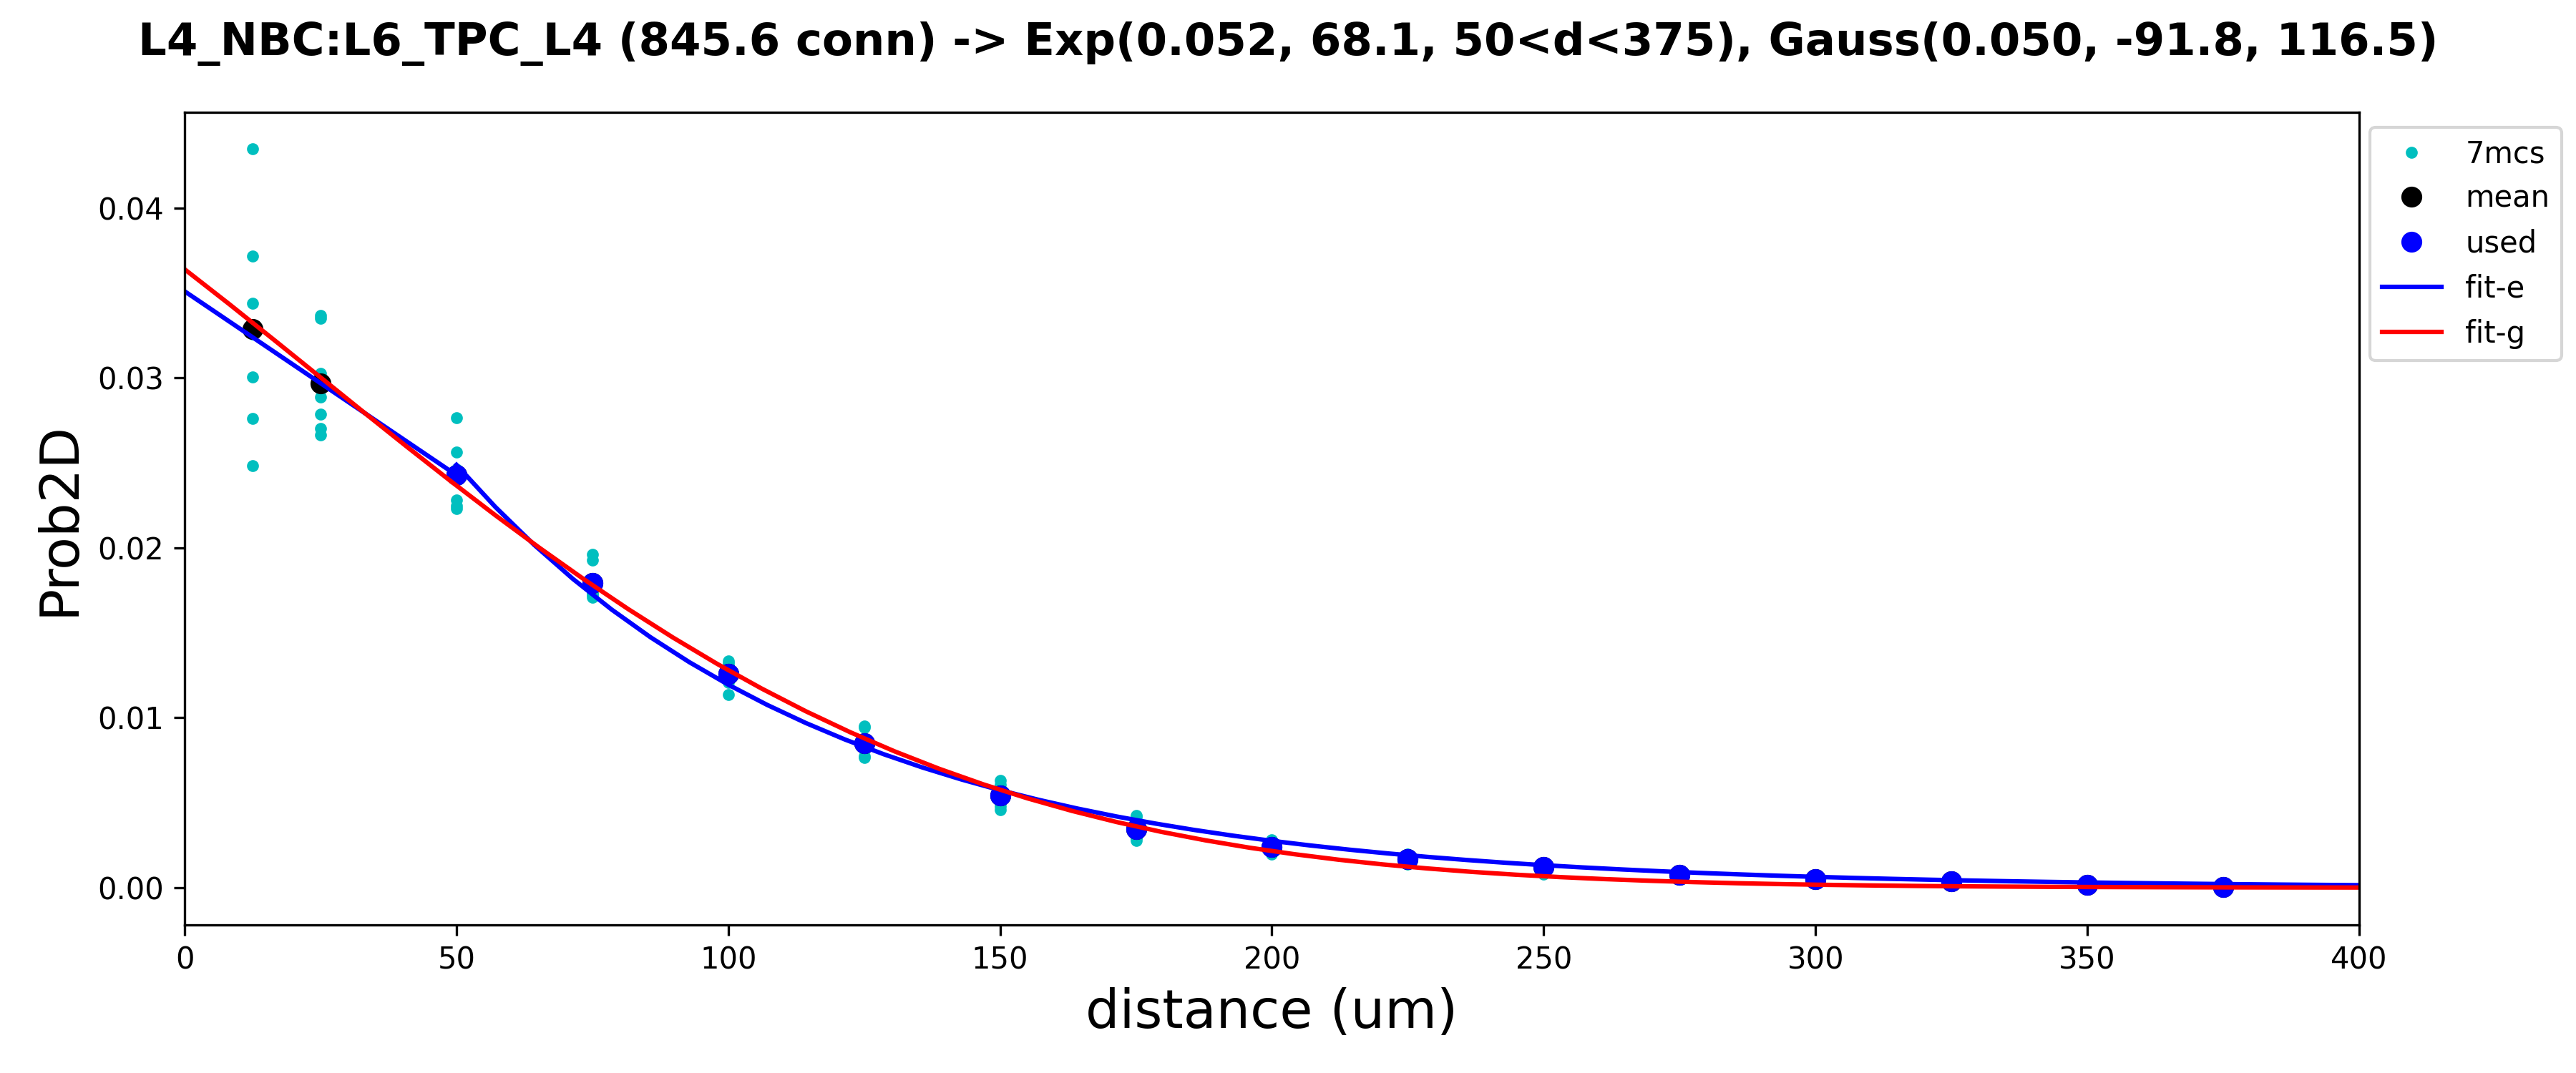 L4_NBC:L6_TPC_L4 (845.6 conn) -> Exp(0.052, 68.1, 50<d<375), Gauss(0.050, -91.8, 116.5)
7mcs
mean
used
fit-e
fit-g
Prob2D
0.04
0.03
0.02
0.01
0.00
0 50 100 150 200 250 300 350 400
distance (um)